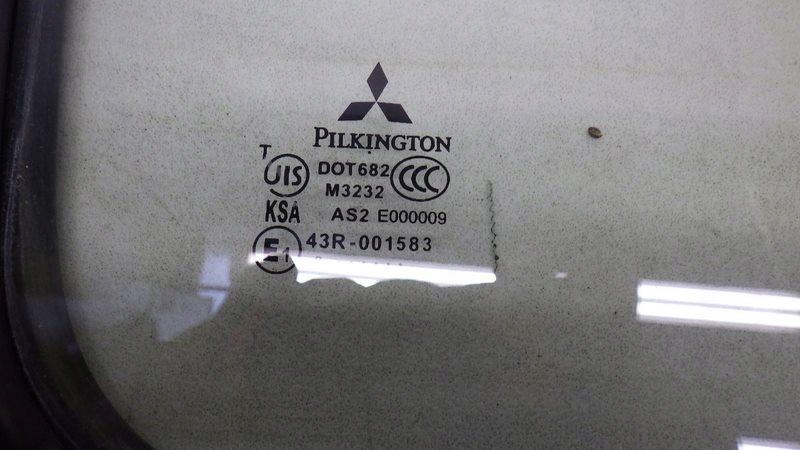 PILKINGTON
T
JIS DOT682 CCC
M3232
KSA AS2 E000009
E1 43R-001583